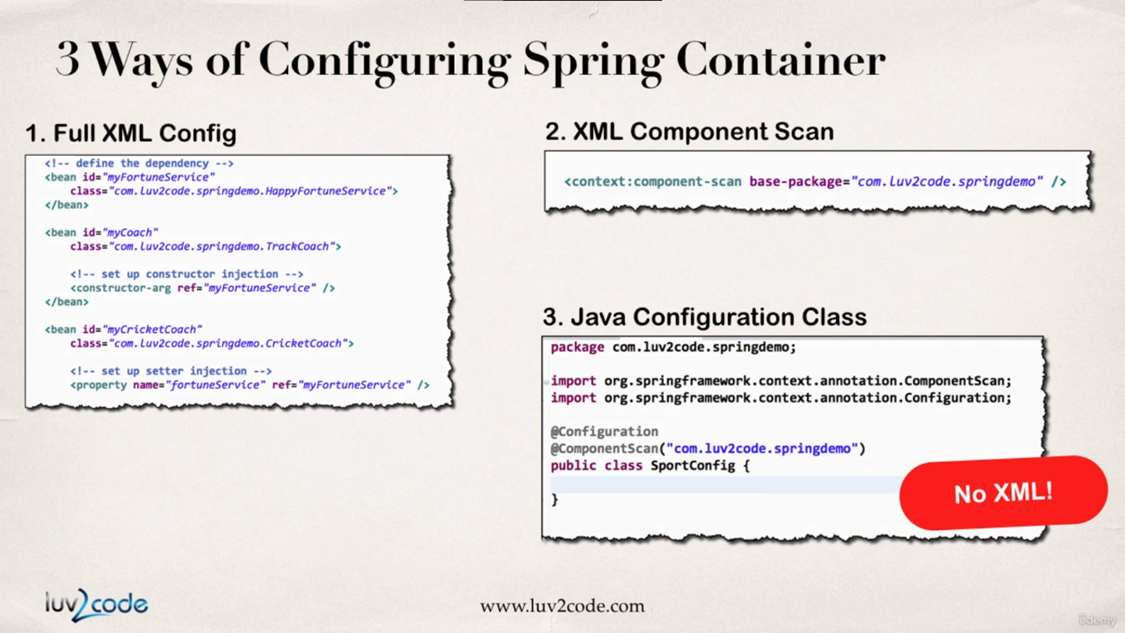 3 Ways of Configuring Spring Container
1. Full XML Config
<!-- define the dependency -->
<bean id="myFortuneService"
class="com.luv2code.springdemo.HappyFortuneService">
</bean>
<bean id="myCoach"
class="com.luv2code.springdemo.TrackCoach">
<!-- set up constructor injection -->
<constructor-arg ref="myFortuneService" />
</bean>
<bean id="myCricketCoach"
class="com.luv2code.springdemo.CricketCoach">
<!-- set up setter injection -->
<property name="fortuneService" ref="myFortuneService" />
2. XML Component Scan
<context:component-scan base-package="com.luv2code.springdemo" />
3. Java Configuration Class
package com.luv2code.springdemo;
import org.springframework.context.annotation.ComponentScan;
import org.springframework.context.annotation.Configuration;
@Configuration
@ComponentScan("com.luv2code.springdemo")
public class SportConfig {
}
No XML!
luv2code
www.luv2code.com
ûdemy